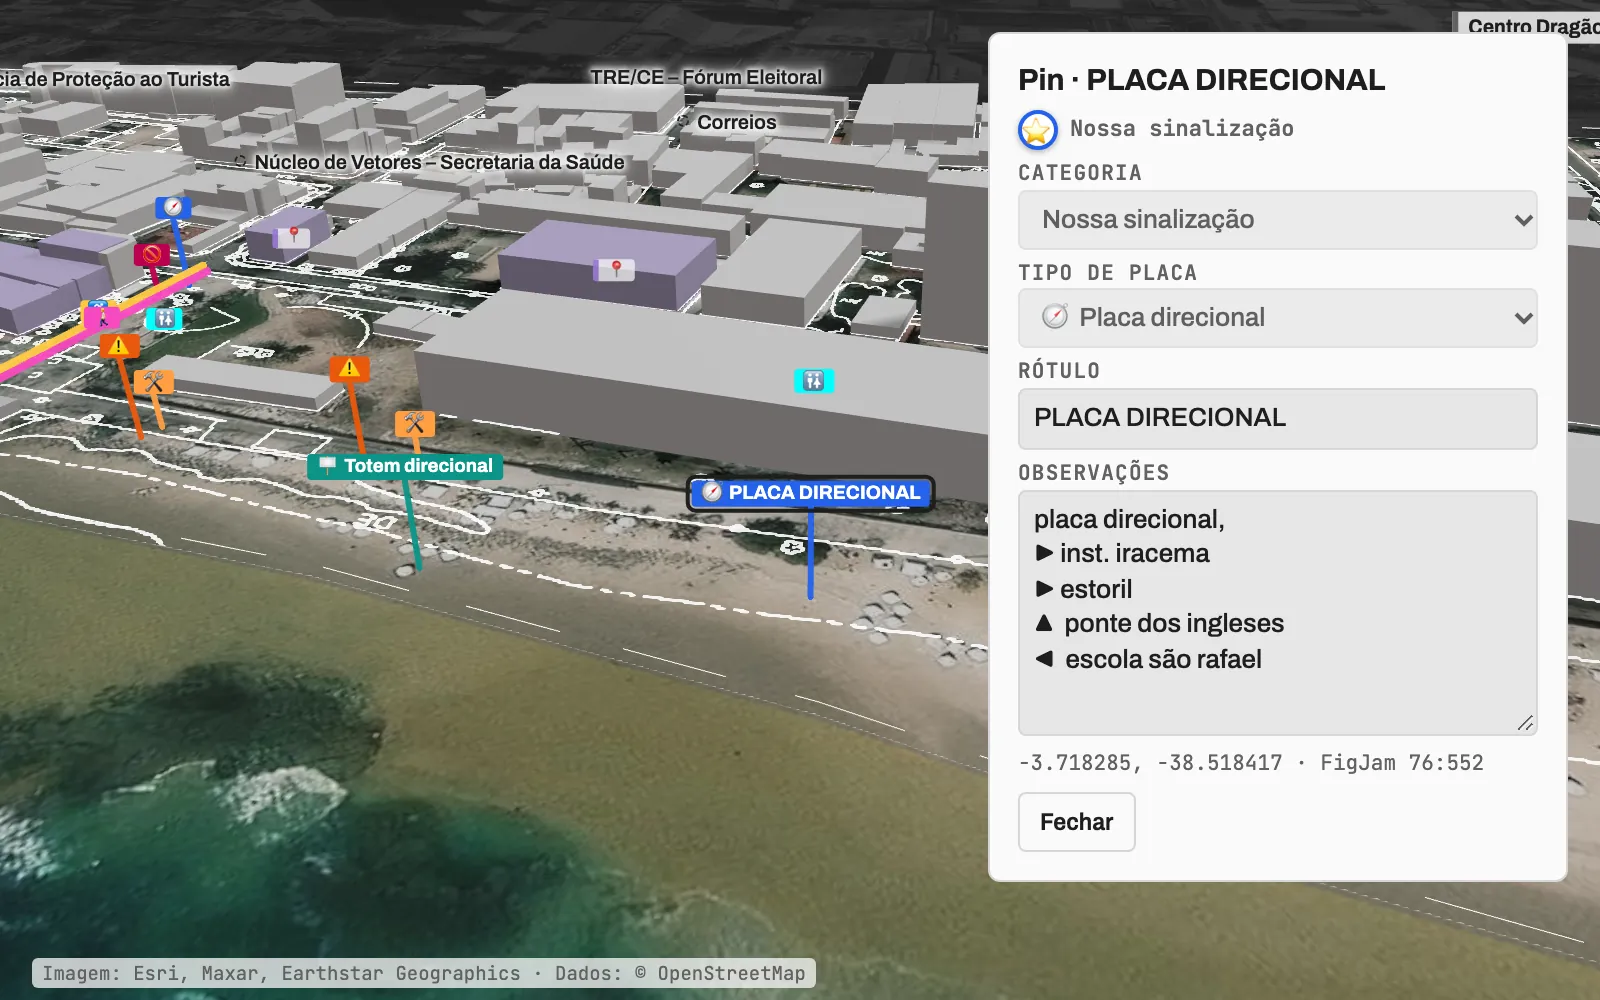 Centro Dragão
cia de Proteção ao Turista
TRE/CE – Fórum Eleitoral
Correios
Núcleo de Vetores – Secretaria da Saúde
Totem direcional
PLACA DIRECIONAL
Pin · PLACA DIRECIONAL
Nossa sinalização
CATEGORIA
Nossa sinalização
TIPO DE PLACA
Placa direcional
RÓTULO
PLACA DIRECIONAL
OBSERVAÇÕES
placa direcional,
► inst. iracema
► estoril
▲ ponte dos ingleses
◄ escola são rafael
-3.718285, -38.518417 · FigJam 76:552
Fechar
Imagem: Esri, Maxar, Earthstar Geographics · Dados: © OpenStreetMap